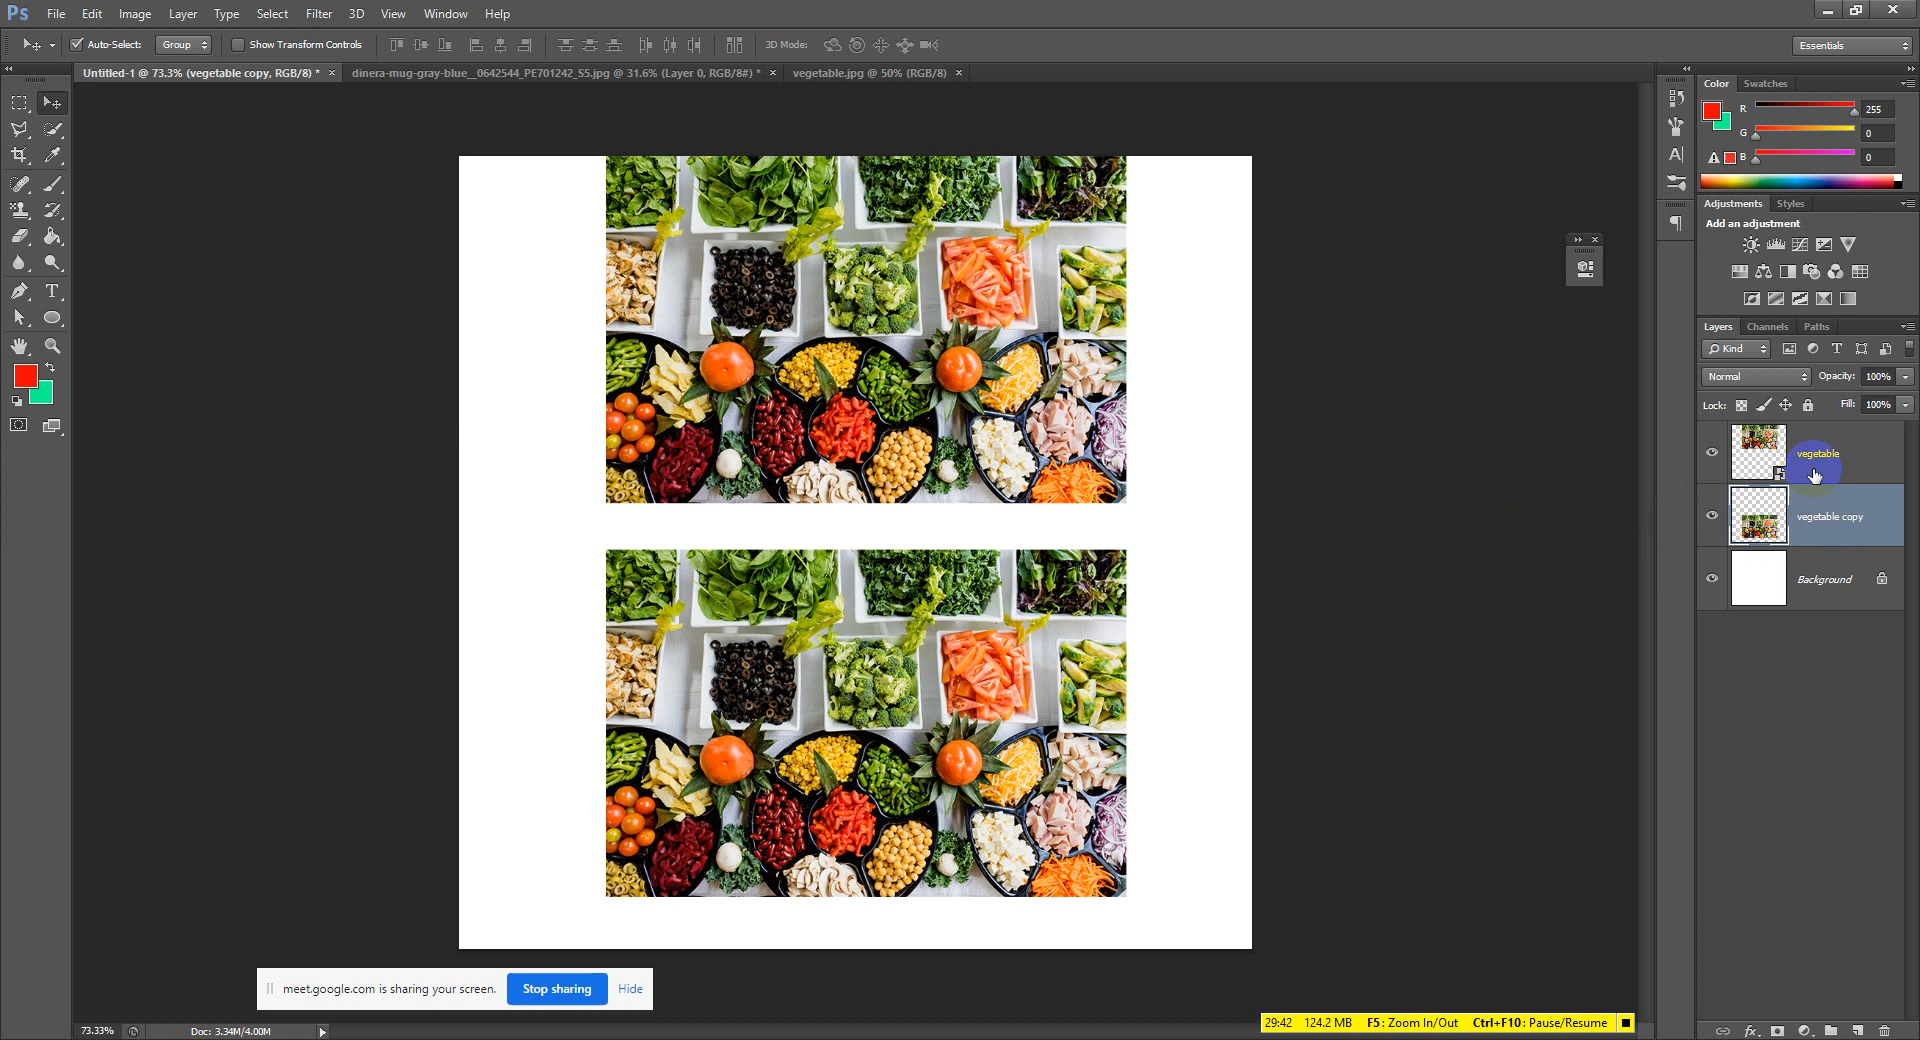 Ps File Edit Image Layer Type Select Filter 3D View Window Help
Auto-Select: Group Show Transform Controls 3D Mode: Essentials
Untitled-1 @ 73.3% (vegetable copy, RGB/8) * × dinera-mug-gray-blue__0642544_PE701242_S5.jpg @ 31.6% (Layer 0, RGB/8#) * × vegetable.jpg @ 50% (RGB/8) ×
Color Swatches
R 255
G 0
B 0
Adjustments Styles
Add an adjustment
Layers Channels Paths
Kind
Normal Opacity: 100%
Lock: Fill: 100%
vegetable
vegetable copy
Background
meet.google.com is sharing your screen. Stop sharing Hide
29:42 124.2 MB F5: Zoom In/Out Ctrl+F10: Pause/Resume
73.33% Doc: 3.34M/4.00M